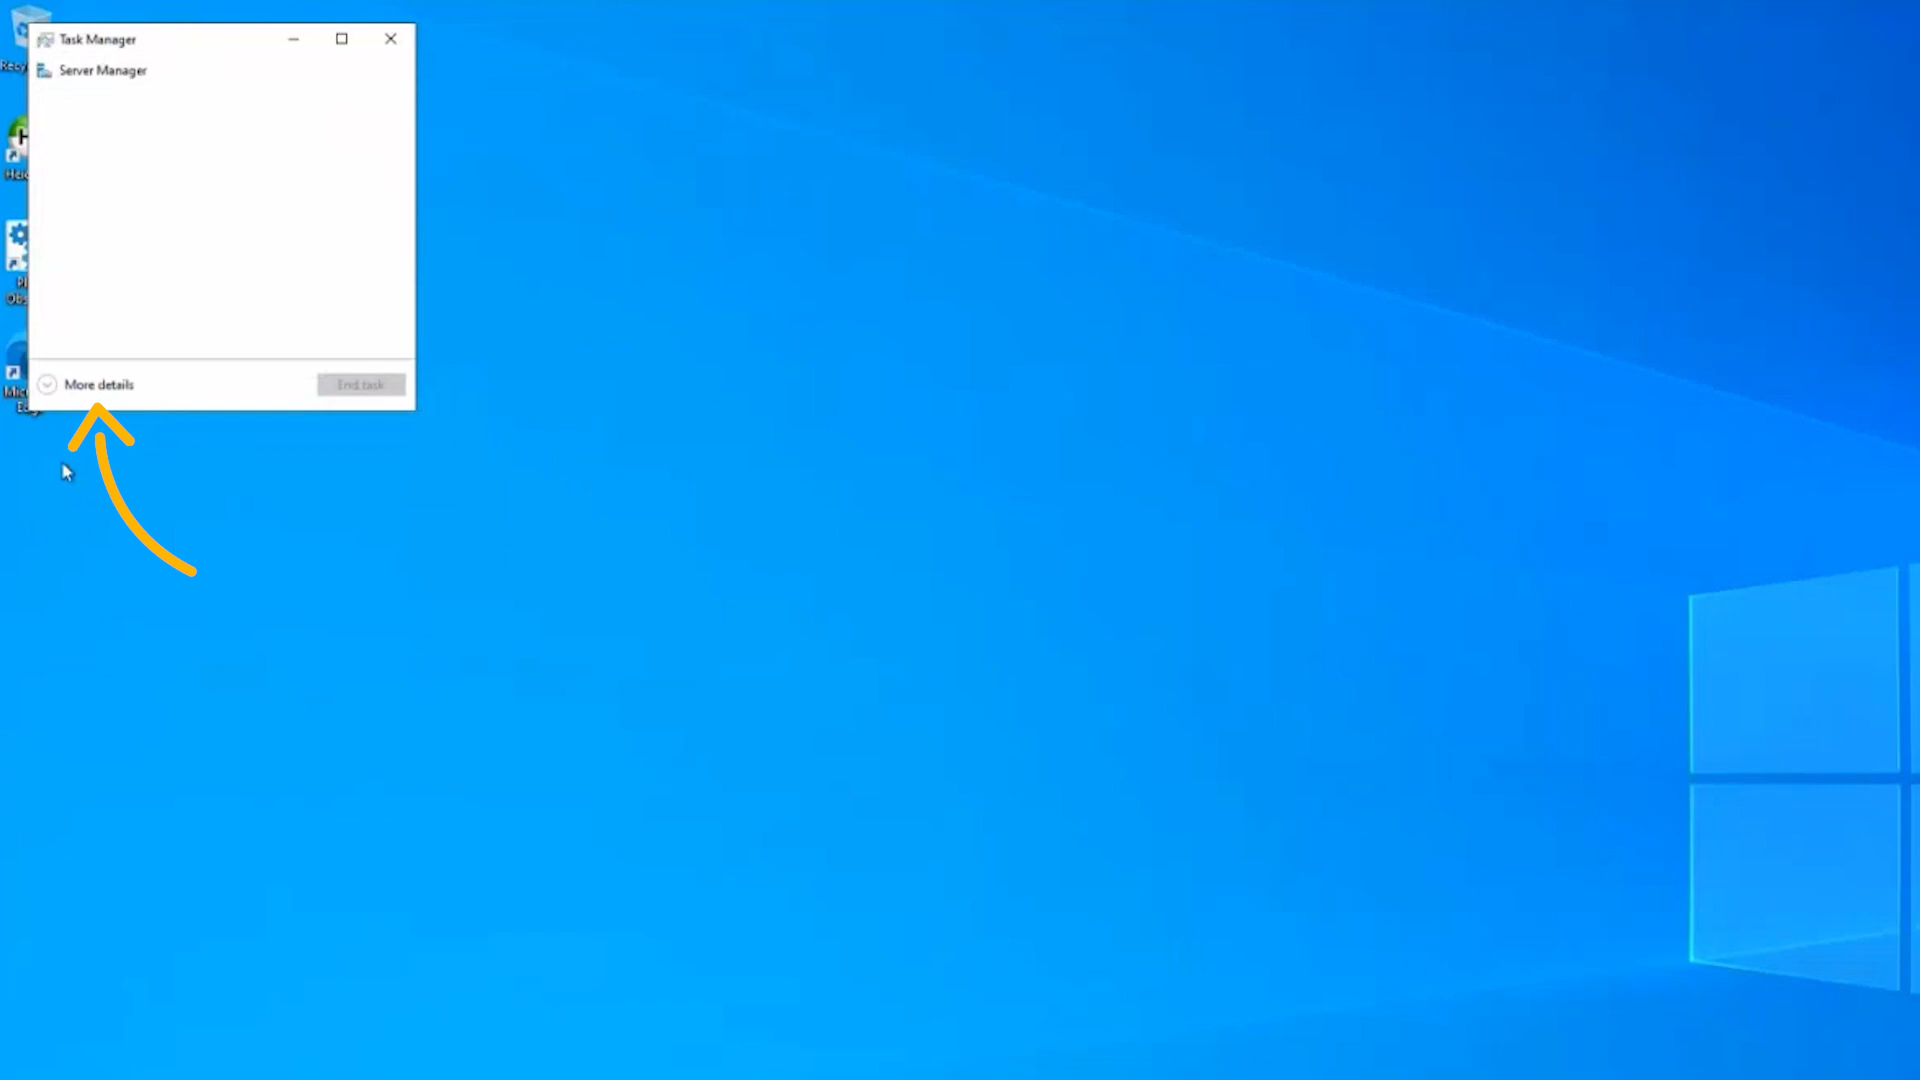 Task Manager
Server Manager
More details
End task